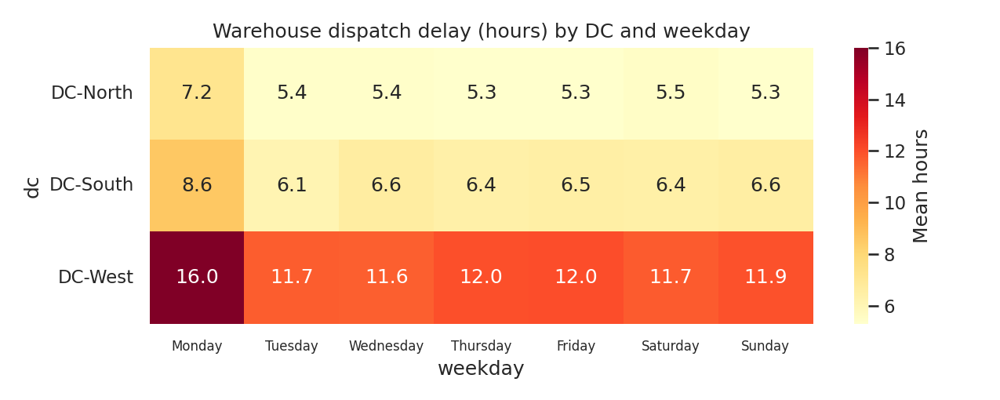 Warehouse dispatch delay (hours) by DC and weekday
dc
DC-North 7.2 5.4 5.4 5.3 5.3 5.5 5.3
DC-South 8.6 6.1 6.6 6.4 6.5 6.4 6.6
DC-West 16.0 11.7 11.6 12.0 12.0 11.7 11.9
Monday Tuesday Wednesday Thursday Friday Saturday Sunday
weekday
16
14
12
10
8
6
Mean hours